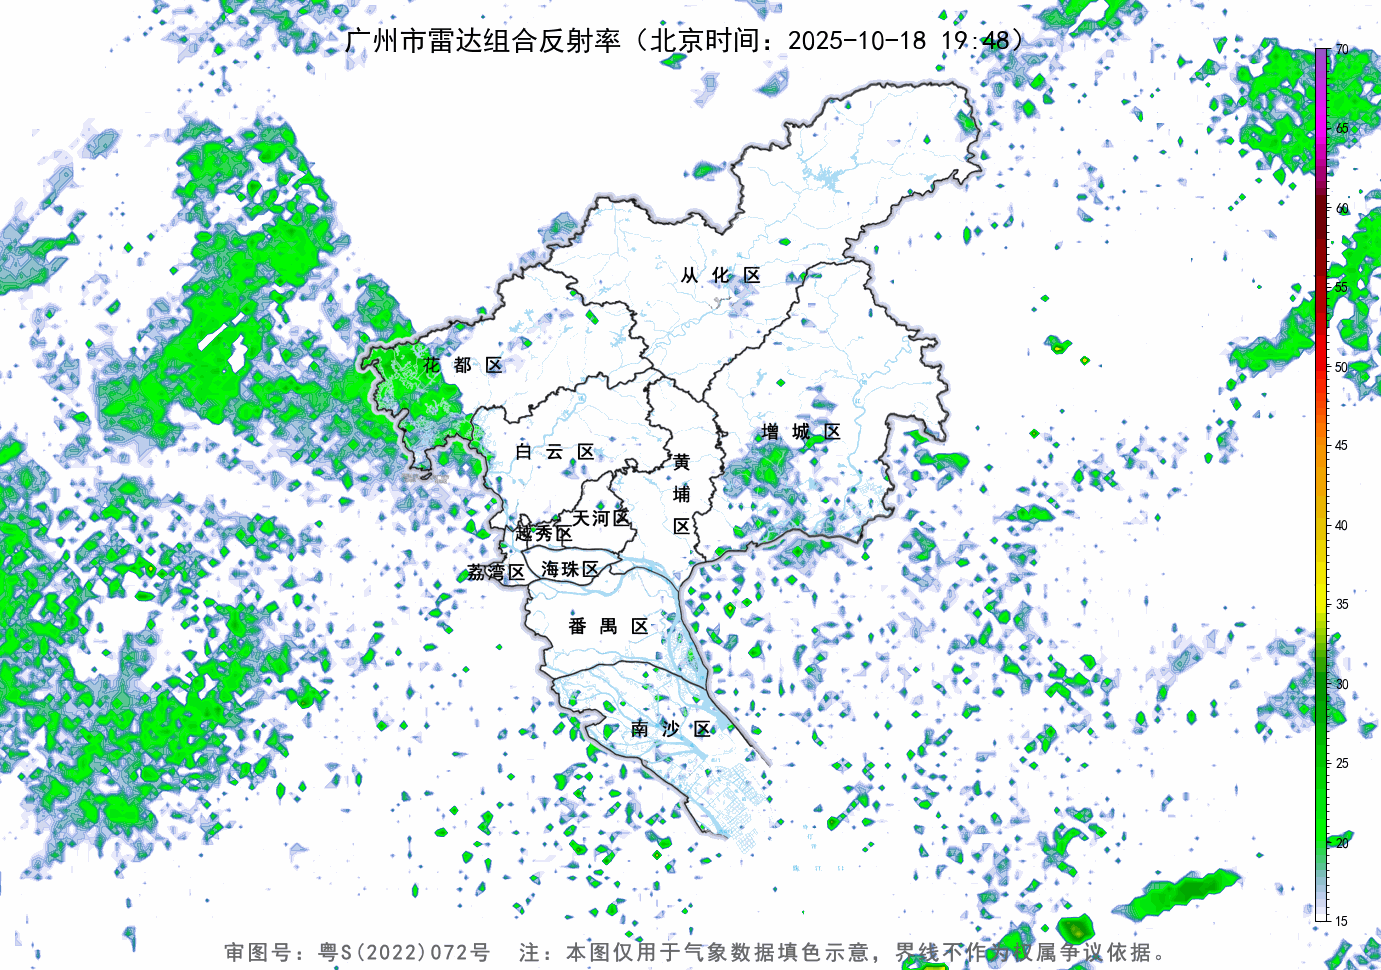 广州市雷达组合反射率（北京时间：2025-10-18 19:48）
70
65
60
55
50
45
40
35
30
25
20
15
从化区
花都区
增城区
白云区
黄埔区
天河区
越秀区
荔湾区
海珠区
番禺区
南沙区
审图号：粤S(2022)072号 注：本图仅用于气象数据填色示意，界线不作为权属争议依据。